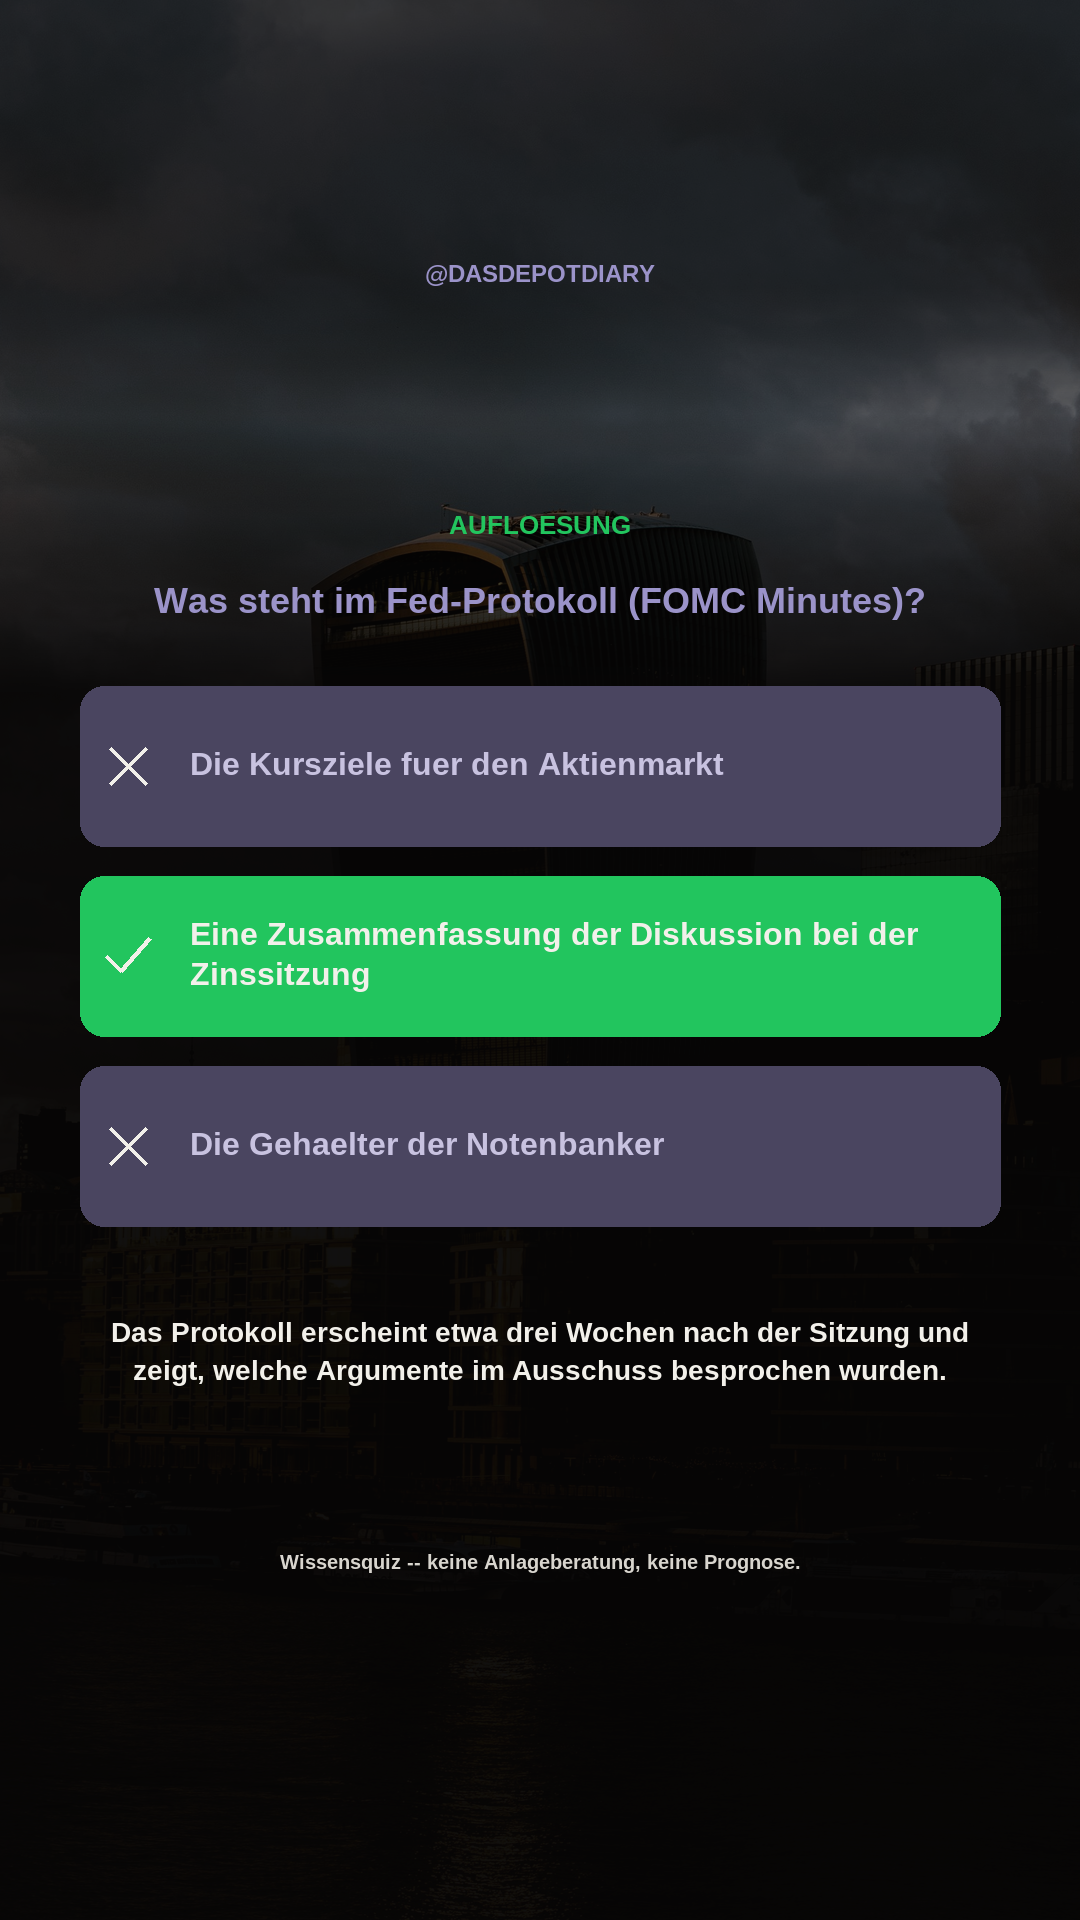 @DASDEPOTDIARY
AUFLOESUNG
Was steht im Fed-Protokoll (FOMC Minutes)?
Die Kursziele fuer den Aktienmarkt
Eine Zusammenfassung der Diskussion bei der
Zinssitzung
Die Gehaelter der Notenbanker
Das Protokoll erscheint etwa drei Wochen nach der Sitzung und
zeigt, welche Argumente im Ausschuss besprochen wurden.
Wissensquiz -- keine Anlageberatung, keine Prognose.